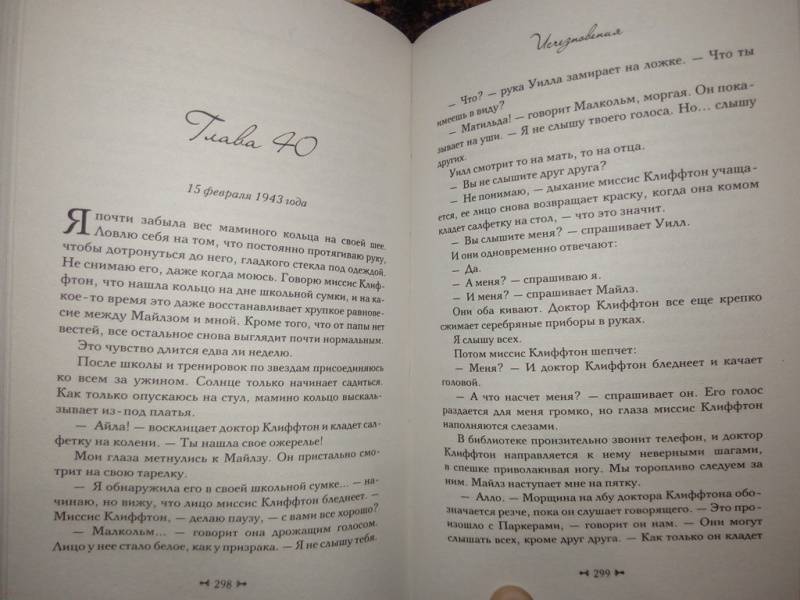 Глава 40
15 февраля 1943 года
Я почти забыла вес маминого кольца на своей шее.
Ловлю себя на том, что постоянно протягиваю руку,
чтобы дотронуться до него, гладкого стекла под одеждой.
Не снимаю его, даже когда моюсь. Говорю миссис Клиф-
фтон, что нашла кольцо на дне школьной сумки, и на ка-
кое-то время это даже восстанавливает хрупкое равнове-
сие между Майлзом и мной. Кроме того, что от папы нет
вестей, все остальное снова выглядит почти нормальным.
Это чувство длится едва ли неделю.
После школы и тренировок по звездам присоединяюсь
ко всем за ужином. Солнце только начинает садиться.
Как только опускаюсь на стул, мамино кольцо выскаль-
зывает из-под платья.
— Айла! — восклицает доктор Клиффтон и кладет сал-
фетку на колени. — Ты нашла свое ожерелье!
Мои глаза метнулись к Майлзу. Он пристально смо-
трит на свою тарелку.
— Я обнаружила его в своей школьной сумке... — на-
чинаю, но вижу, что лицо миссис Клиффтон бледнеет. —
Миссис Клиффтон, — делаю паузу, — с вами все хорошо?
— Малкольм... — говорит она дрожащим голосом.
Лицо у нее стало белое, как у призрака. — Я не слышу тебя.
298
Исчезновения
— Что? — рука Уилла замирает на ложке. — Что ты
имеешь в виду?
— Матильда! — говорит Малкольм, моргая. Он пока-
зывает на уши. — Я не слышу твоего голоса. Но... слышу
других.
Уилл смотрит то на мать, то на отца.
— Вы не слышите друг друга?
— Не понимаю, — дыхание миссис Клиффтон учаща-
ется, ее лицо снова возвращает краску, когда она комом
кладет салфетку на стол, — что это значит.
— Вы слышите меня? — спрашивает Уилл.
И они одновременно отвечают:
— Да.
— А меня? — спрашиваю я.
— И меня? — спрашивает Майлз.
Они оба кивают. Доктор Клиффтон все еще крепко
сжимает серебряные приборы в руках.
Я слышу всех.
Потом миссис Клиффтон шепчет:
— Меня? — И доктор Клиффтон бледнеет и качает
головой.
— А что насчет меня? — спрашивает он. Его голос
раздается для меня громко, но глаза миссис Клиффтон
наполняются слезами.
В библиотеке пронзительно звонит телефон, и доктор
Клиффтон направляется к нему неверными шагами,
в спешке приволакивая ногу. Мы торопливо следуем за
ним. Майлз наступает мне на пятку.
— Алло. — Морщина на лбу доктора Клиффтона обо-
значается резче, пока он слушает говорящего. — Это про-
изошло с Паркерами, — говорит он нам. — Они могут
слышать всех, кроме друг друга. — Как только он кладет
299